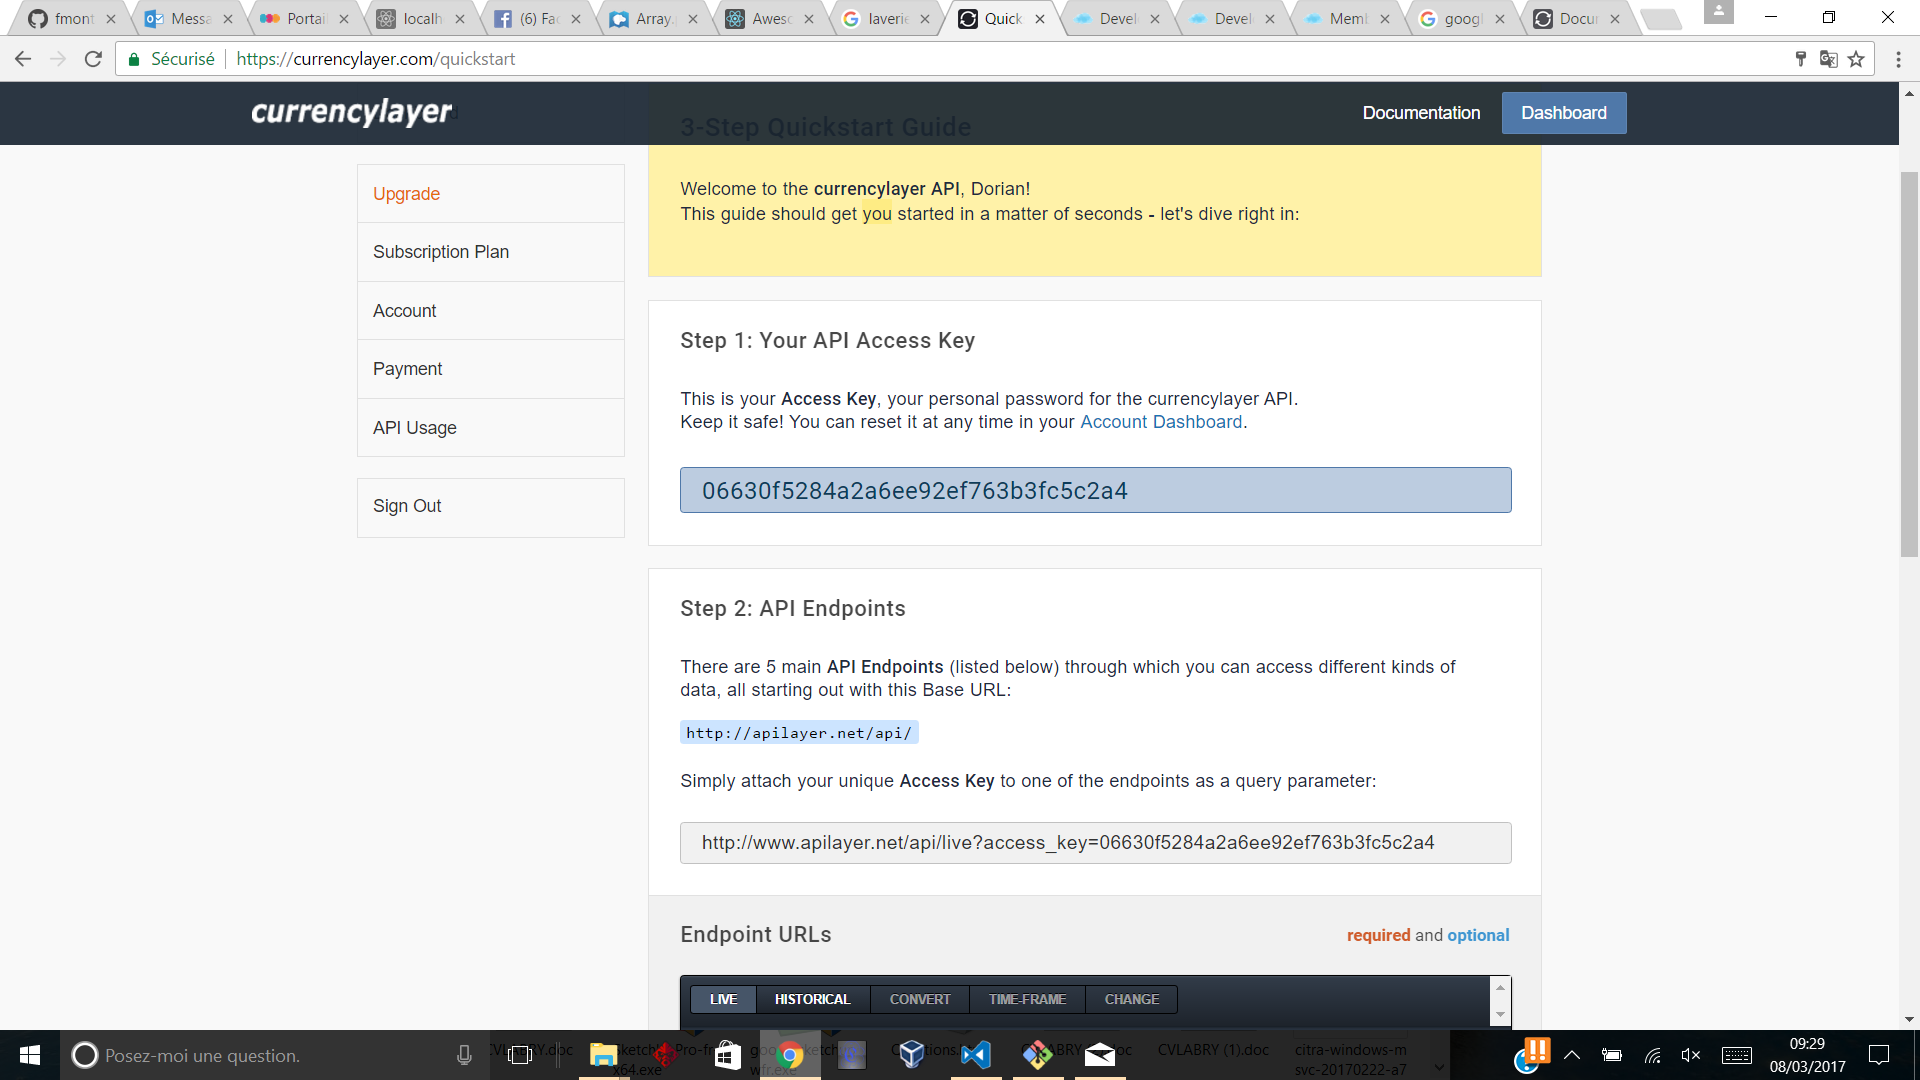 fmont
Messa
Portail
localh
(6) Fac
Array.
Awesc
laverie
Quick
Devel
Devel
Memb
googl
Docur
Sécurisé
https://currencylayer.com/quickstart
currencylayer
3-Step Quickstart Guide
Documentation
Dashboard
Upgrade
Subscription Plan
Account
Payment
API Usage
Sign Out
Welcome to the currencylayer API, Dorian!
This guide should get you started in a matter of seconds - let's dive right in:
Step 1: Your API Access Key
This is your Access Key, your personal password for the currencylayer API.
Keep it safe! You can reset it at any time in your Account Dashboard.
06630f5284a2a6ee92ef763b3fc5c2a4
Step 2: API Endpoints
There are 5 main API Endpoints (listed below) through which you can access different kinds of
data, all starting out with this Base URL:
http://apilayer.net/api/
Simply attach your unique Access Key to one of the endpoints as a query parameter:
http://www.apilayer.net/api/live?access_key=06630f5284a2a6ee92ef763b3fc5c2a4
Endpoint URLs
required and optional
LIVE HISTORICAL CONVERT TIME-FRAME CHANGE
Posez-moi une question.
CVLABRY (1).doc
citra-windows-m
svc-20170222-a7
x64.exe
09:29
08/03/2017